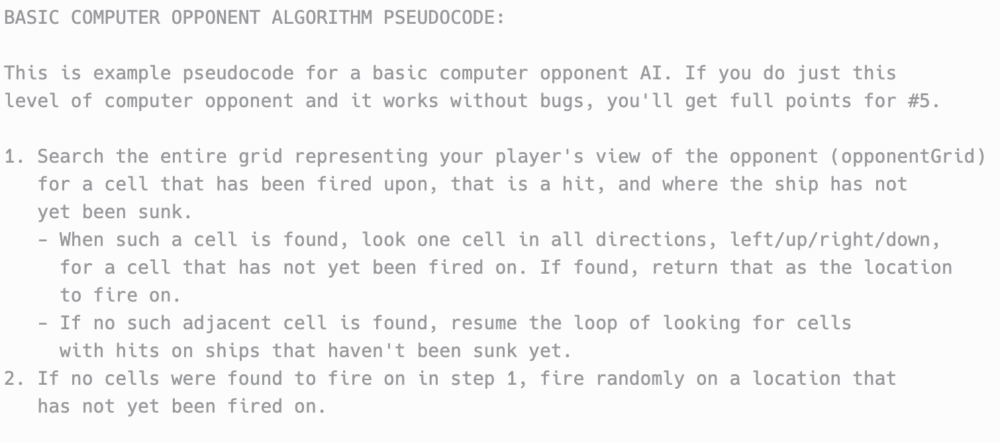 BASIC COMPUTER OPPONENT ALGORITHM PSEUDOCODE:
This is example pseudocode for a basic computer opponent AI. If you do just this
level of computer opponent and it works without bugs, you'll get full points for #5.
1. Search the entire grid representing your player's view of the opponent (opponentGrid)
for a cell that has been fired upon, that is a hit, and where the ship has not
yet been sunk.
- When such a cell is found, look one cell in all directions, left/up/right/down,
for a cell that has not yet been fired on. If found, return that as the location
to fire on.
- If no such adjacent cell is found, resume the loop of looking for cells
with hits on ships that haven't been sunk yet.
2. If no cells were found to fire on in step 1, fire randomly on a location that
has not yet been fired on.